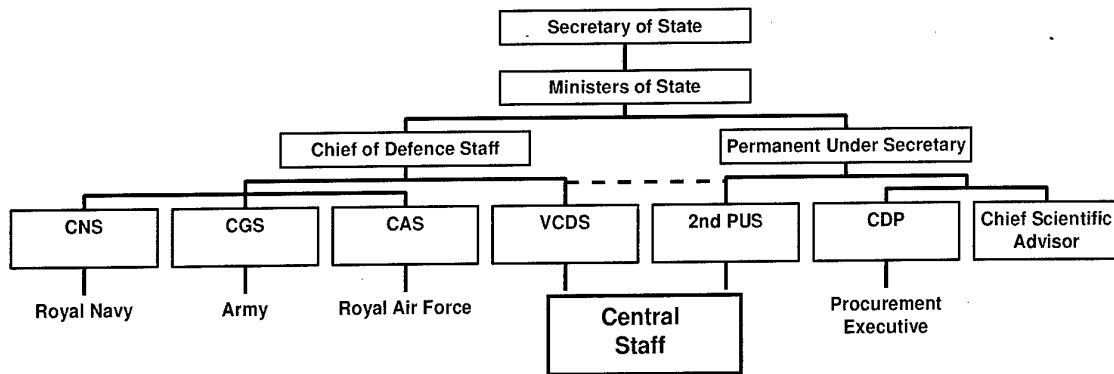 Secretary of State
Ministers of State
Chief of Defence Staff
Permanent Under Secretary
CNS
CGS
CAS
VCDS
2nd PUS
CDP
Chief Scientific
Advisor
Royal Navy
Army
Royal Air Force
Central
Staff
Procurement
Executive